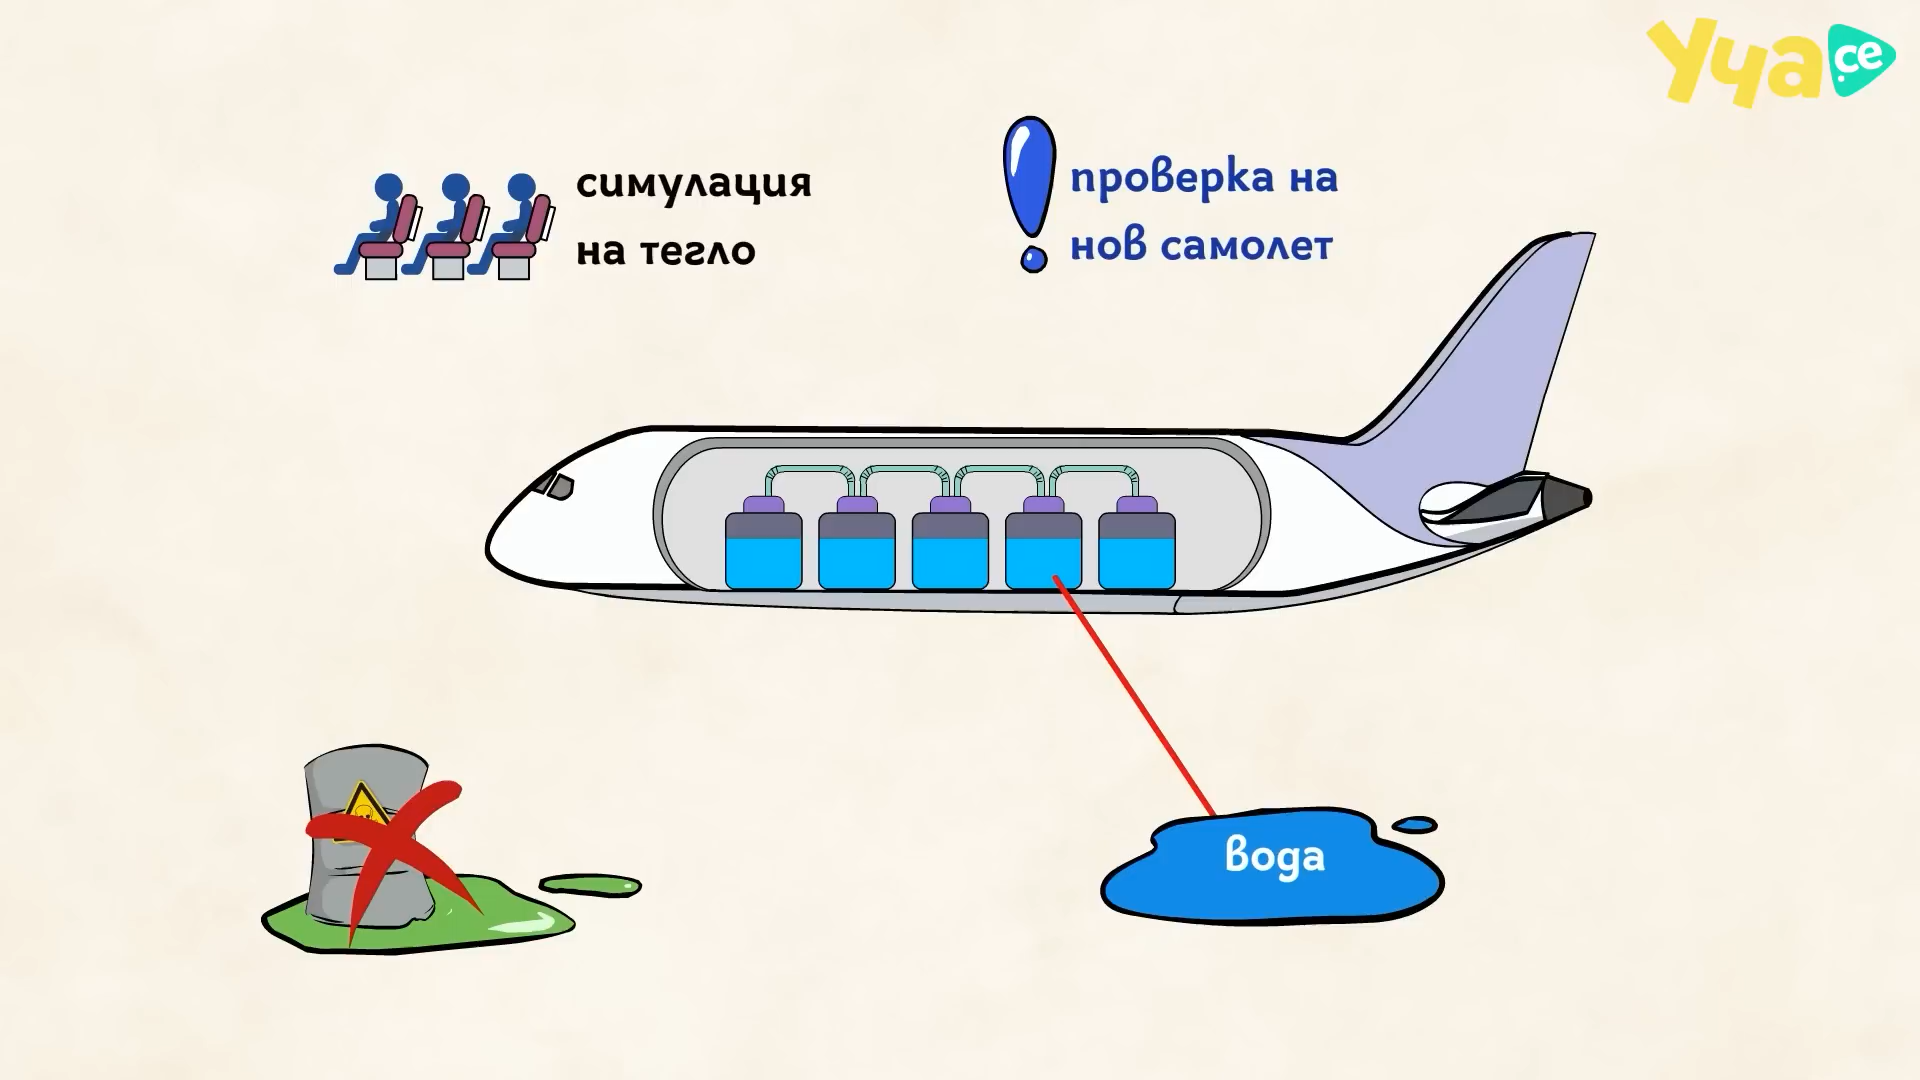 Уча.се
симулация
на тегло
проверка на
нов самолет
вода